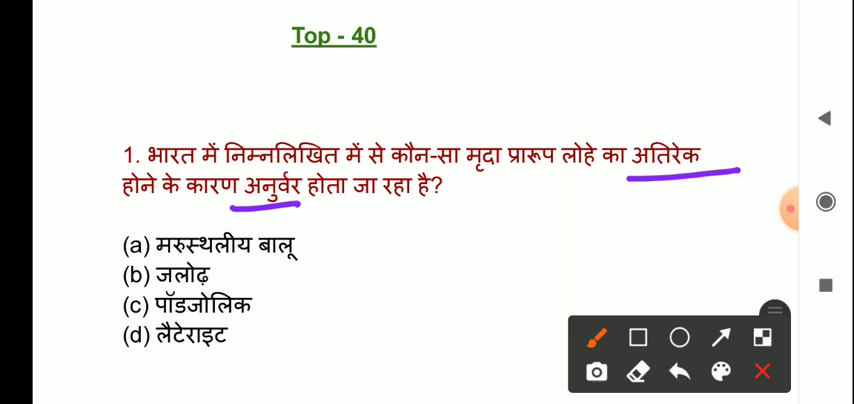 Top - 40
1. भारत में निम्नलिखित में से कौन-सा मृदा प्रारूप लोहे का अतिरेक
होने के कारण अनुर्वर होता जा रहा है?
(a) मरुस्थलीय बालू
(b) जलोढ़
(c) पॉडजोलिक
(d) लैटेराइट